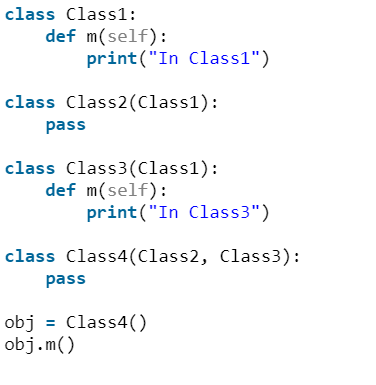 class Class1:
    def m(self):
        print("In Class1")

class Class2(Class1):
    pass

class Class3(Class1):
    def m(self):
        print("In Class3")

class Class4(Class2, Class3):
    pass

obj = Class4()
obj.m()